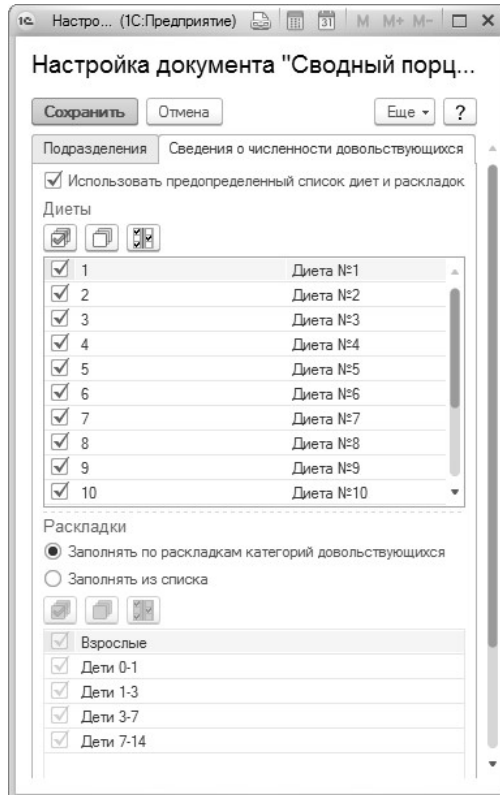 1С Настро... (1С:Предприятие) 31 M M+ M-
Настройка документа "Сводный порц...
Сохранить Отмена Еще ?
Подразделения Сведения о численности довольствующихся
Использовать предопределенный список диет и раскладок
Диеты
1 Диета №1
2 Диета №2
3 Диета №3
4 Диета №4
5 Диета №5
6 Диета №6
7 Диета №7
8 Диета №8
9 Диета №9
10 Диета №10
Раскладки
Заполнять по раскладкам категорий довольствующихся
Заполнять из списка
Взрослые
Дети 0-1
Дети 1-3
Дети 3-7
Дети 7-14